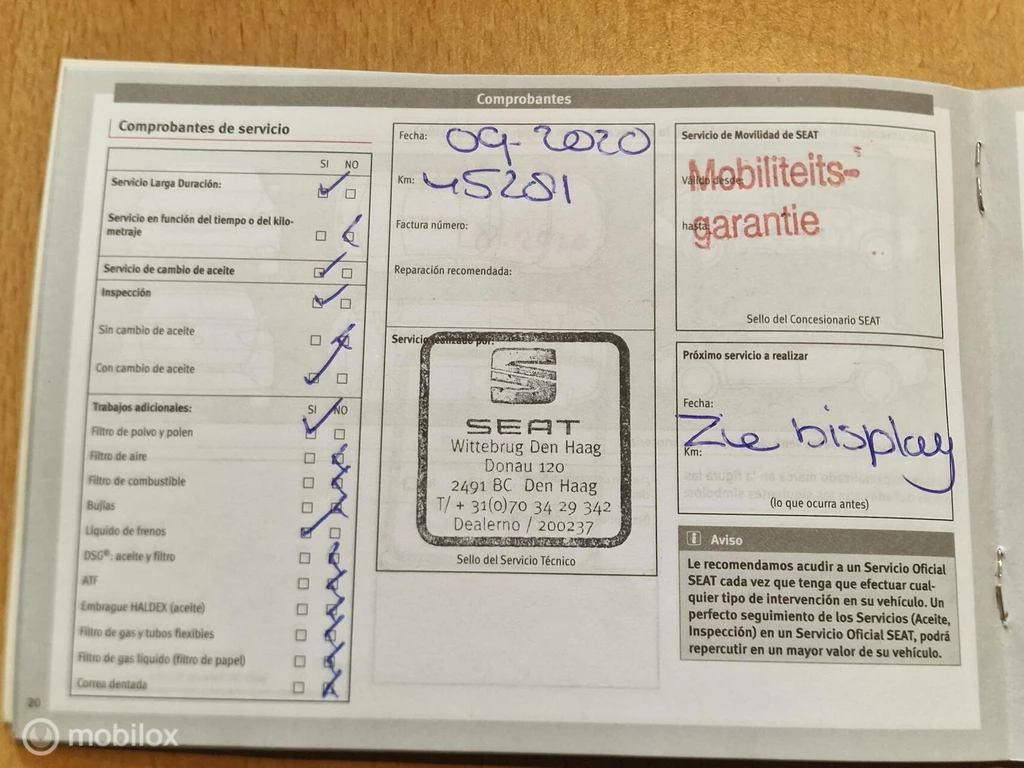 Comprobantes
Comprobantes de servicio
SI NO
Servicio Larga Duración:
Servicio en función del tiempo o del kilo-
metraje
Servicio de cambio de aceite
Inspección
Sin cambio de aceite
Con cambio de aceite
Trabajos adicionales: SI NO
Filtro de polvo y polen
Filtro de aire
Filtro de combustible
Bujías
Líquido de frenos
DSG®: aceite y filtro
ATF
Embrague HALDEX (aceite)
Filtro de gas y tubos flexibles
Filtro de gas líquido (filtro de papel)
Correa dentada
20
Fecha: 09-2020
Km: 45281
Factura número:
Reparación recomendada:
Servicio realizado por:
SEAT
Wittebrug Den Haag
Donau 120
2491 BC Den Haag
T/ + 31(0)70 34 29 342
Dealerno / 200237
Sello del Servicio Técnico
Servicio de Movilidad de SEAT
Válido desde:
Mobiliteits-
hasta:
garantie
Sello del Concesionario SEAT
Próximo servicio a realizar
Fecha:
Zie bisplay
Km:
(lo que ocurra antes)
i Aviso
Le recomendamos acudir a un Servicio Oficial
SEAT cada vez que tenga que efectuar cual-
quier tipo de intervención en su vehículo. Un
perfecto seguimiento de los Servicios (Aceite,
Inspección) en un Servicio Oficial SEAT, podrá
repercutir en un mayor valor de su vehículo.
mobilox